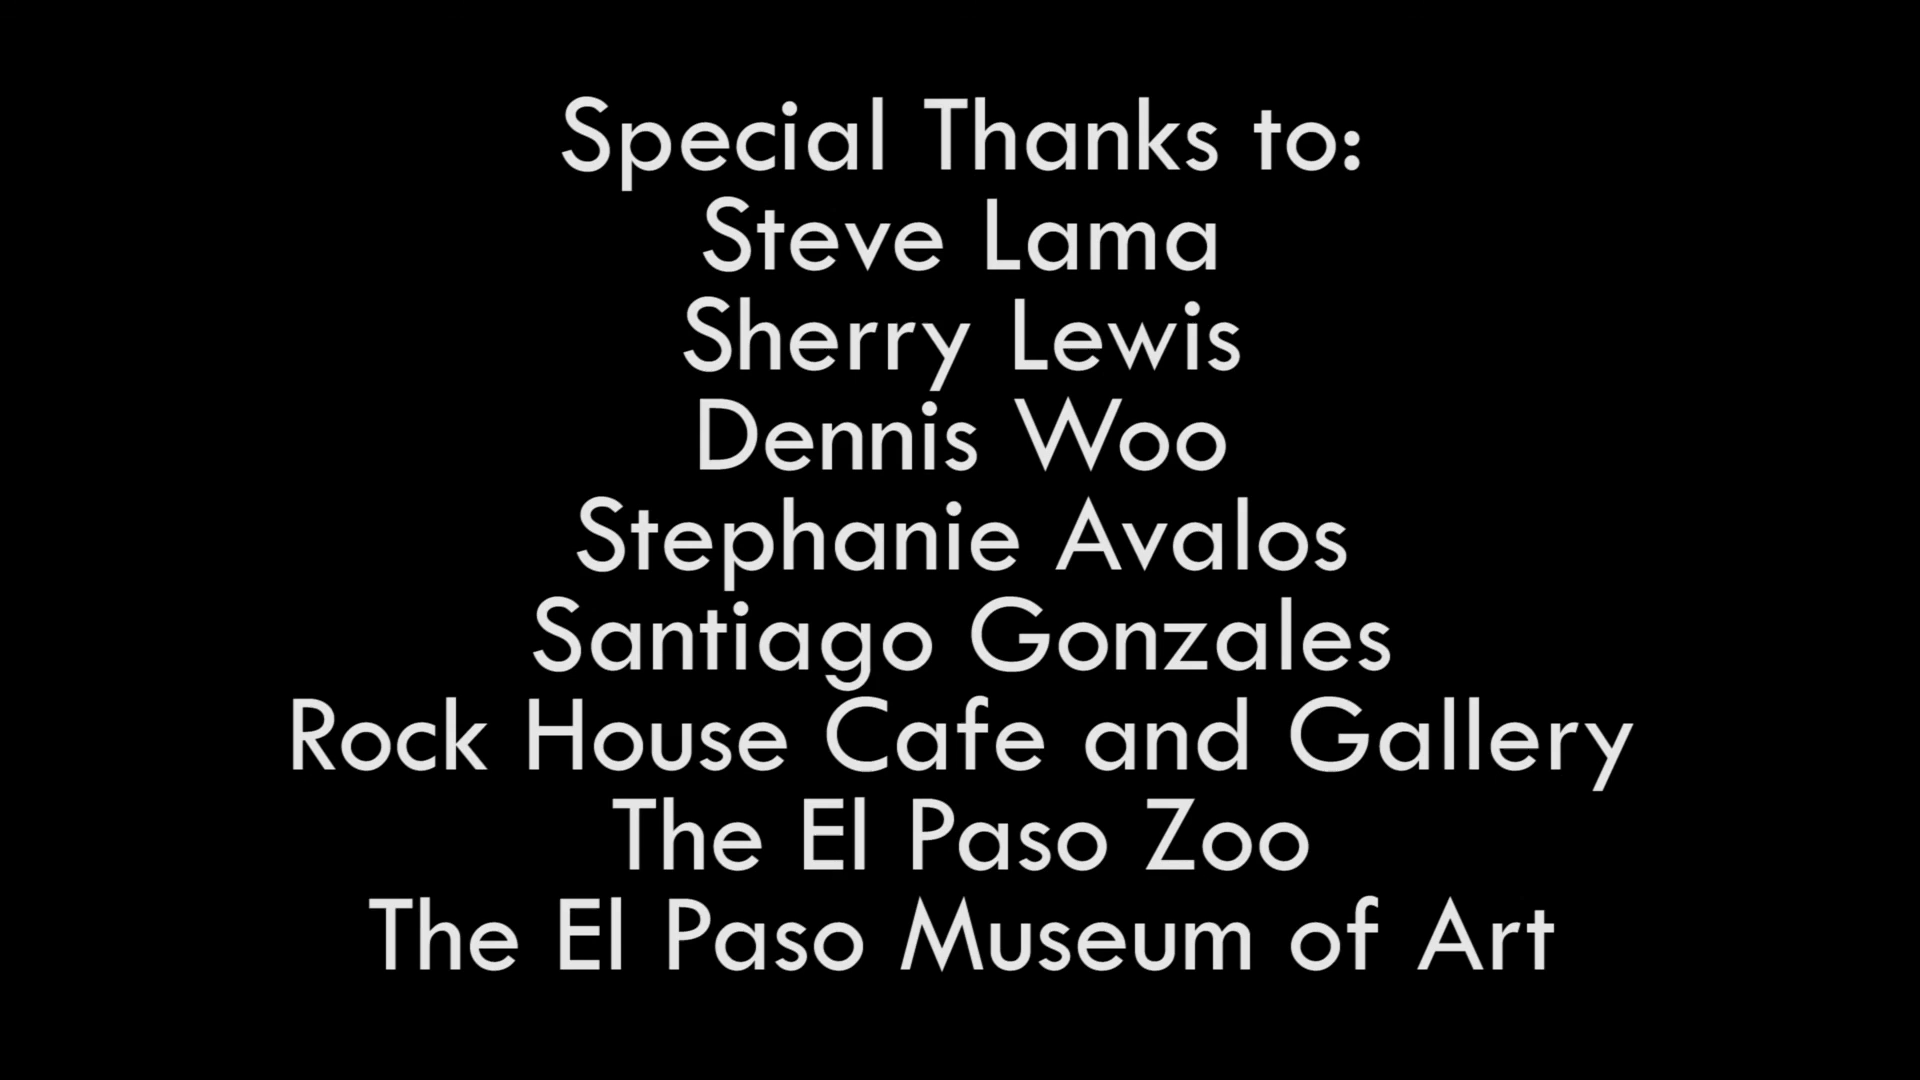 Special Thanks to:
Steve Lama
Sherry Lewis
Dennis Woo
Stephanie Avalos
Santiago Gonzales
Rock House Cafe and Gallery
The El Paso Zoo
The El Paso Museum of Art